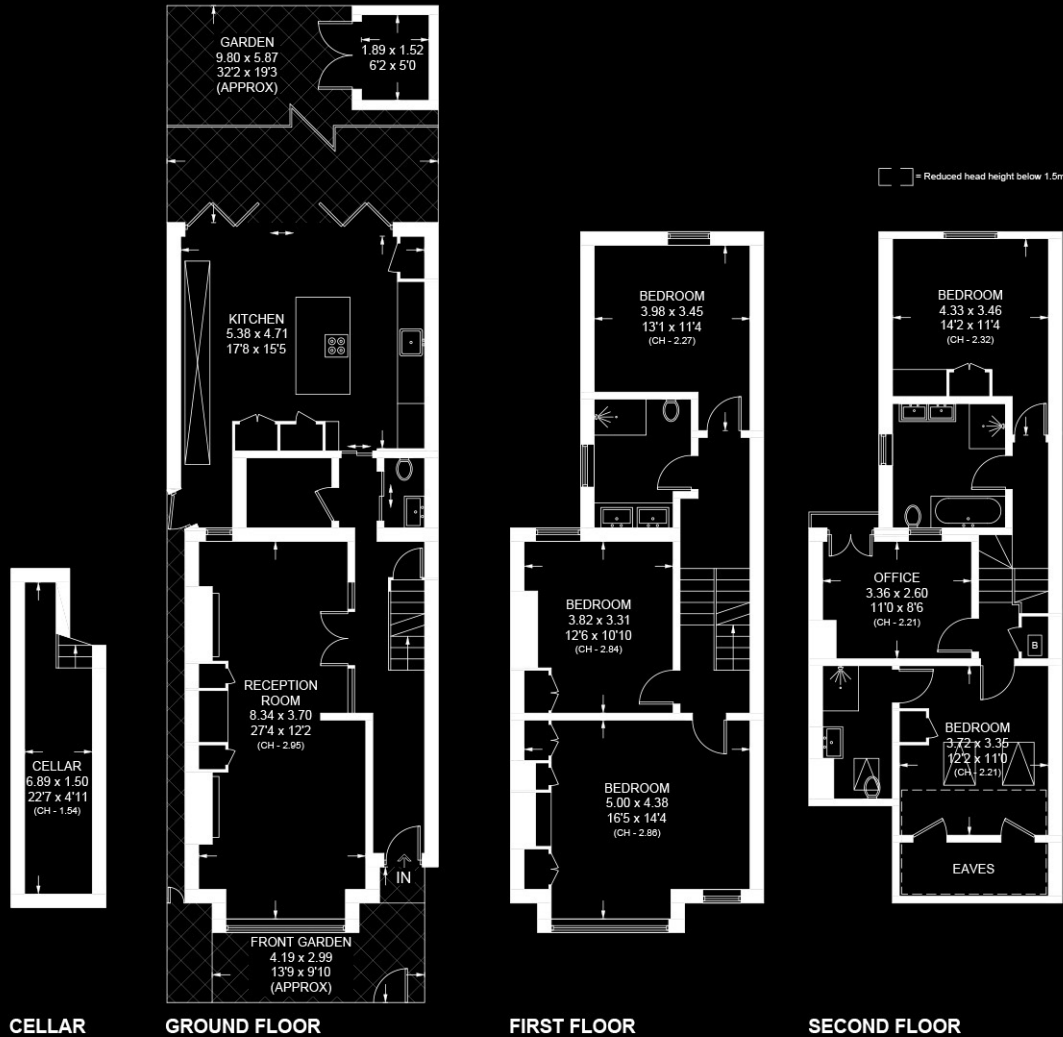 GARDEN
9.80 x 5.87
32'2 x 19'3
(APPROX)
1.89 x 1.52
6'2 x 5'0
= Reduced head height below 1.5m
KITCHEN
5.38 x 4.71
17'8 x 15'5
RECEPTION
ROOM
8.34 x 3.70
27'4 x 12'2
(CH - 2.95)
IN
FRONT GARDEN
4.19 x 2.99
13'9 x 9'10
(APPROX)
CELLAR
6.89 x 1.50
22'7 x 4'11
(CH - 1.54)
BEDROOM
3.98 x 3.45
13'1 x 11'4
(CH - 2.27)
BEDROOM
3.82 x 3.31
12'6 x 10'10
(CH - 2.84)
BEDROOM
5.00 x 4.38
16'5 x 14'4
(CH - 2.86)
BEDROOM
4.33 x 3.46
14'2 x 11'4
(CH - 2.32)
OFFICE
3.36 x 2.60
11'0 x 8'6
(CH - 2.21)
B
BEDROOM
3.72 x 3.35
12'2 x 11'0
(CH - 2.21)
EAVES
CELLAR
GROUND FLOOR
FIRST FLOOR
SECOND FLOOR